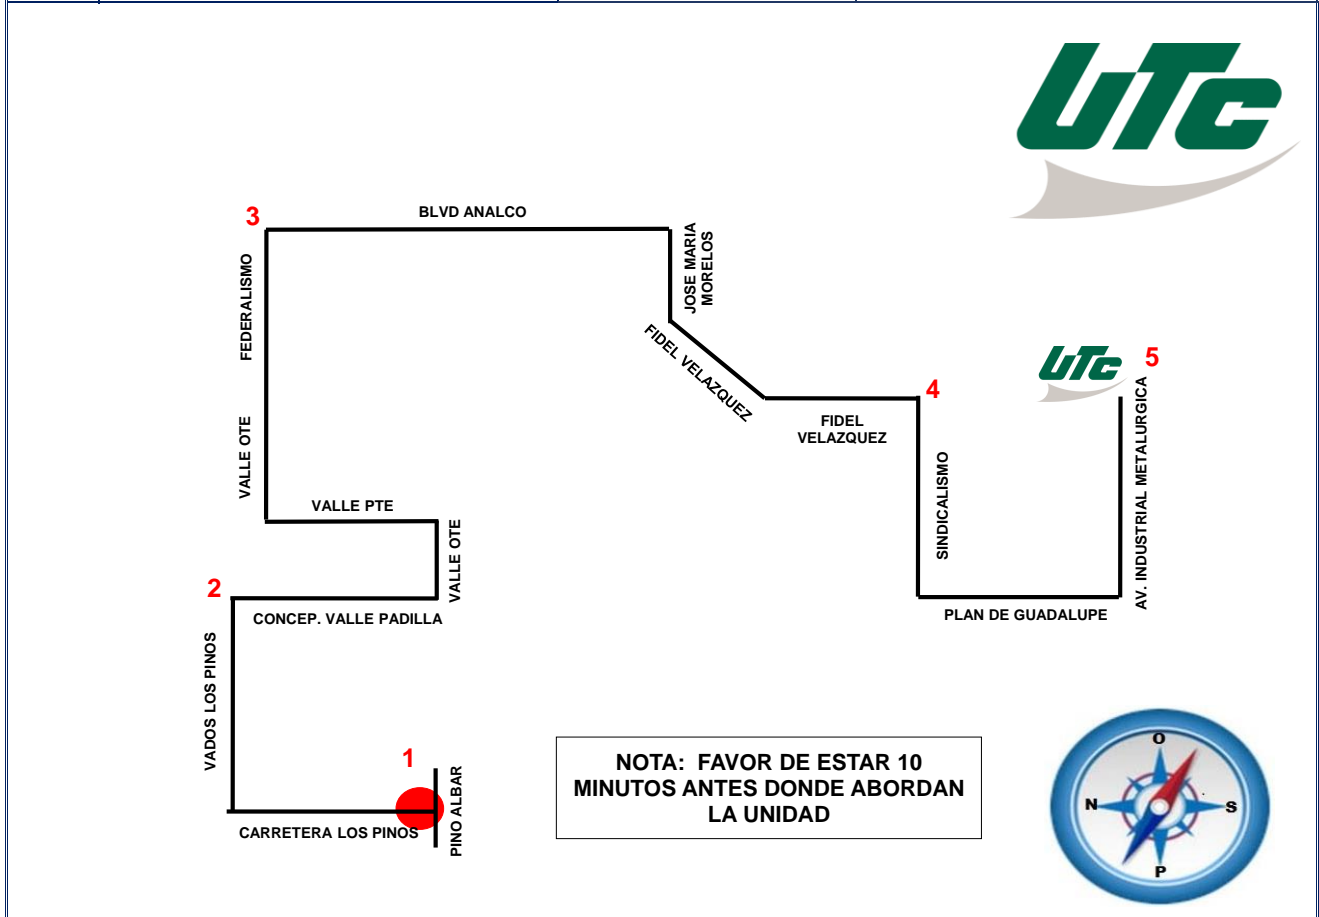 UTC
3
BLVD ANALCO
JOSE MARIA
MORELOS
FEDERALISMO
FIDEL VELAZQUEZ
UTC
5
4
FIDEL
VELAZQUEZ
AV. INDUSTRIAL METALURGICA
VALLE OTE
SINDICALISMO
VALLE PTE
VALLE OTE
2
CONCEP. VALLE PADILLA
PLAN DE GUADALUPE
VADOS LOS PINOS
1
PINO ALBAR
CARRETERA LOS PINOS
NOTA: FAVOR DE ESTAR 10
MINUTOS ANTES DONDE ABORDAN
LA UNIDAD
O
N
S
P